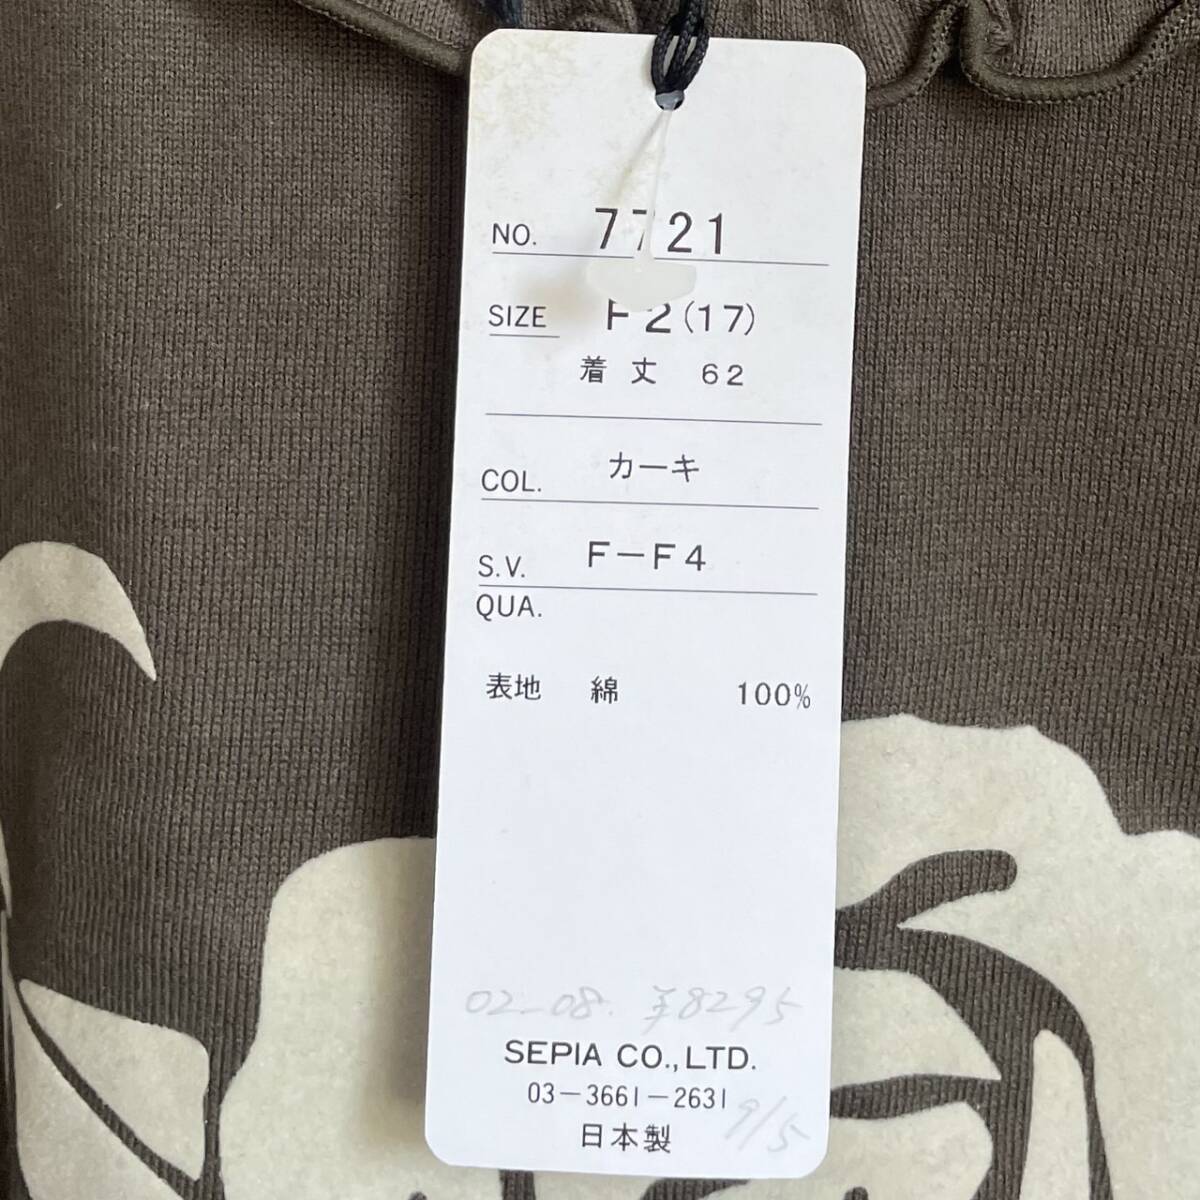 NO. 7721
SIZE F2(17)
着丈 62
COL. カーキ
S.V. F-F4
QUA.
表地 綿 100%
02-08. ¥8295
SEPIA CO.,LTD.
03-3661-2631
9/5
日本製